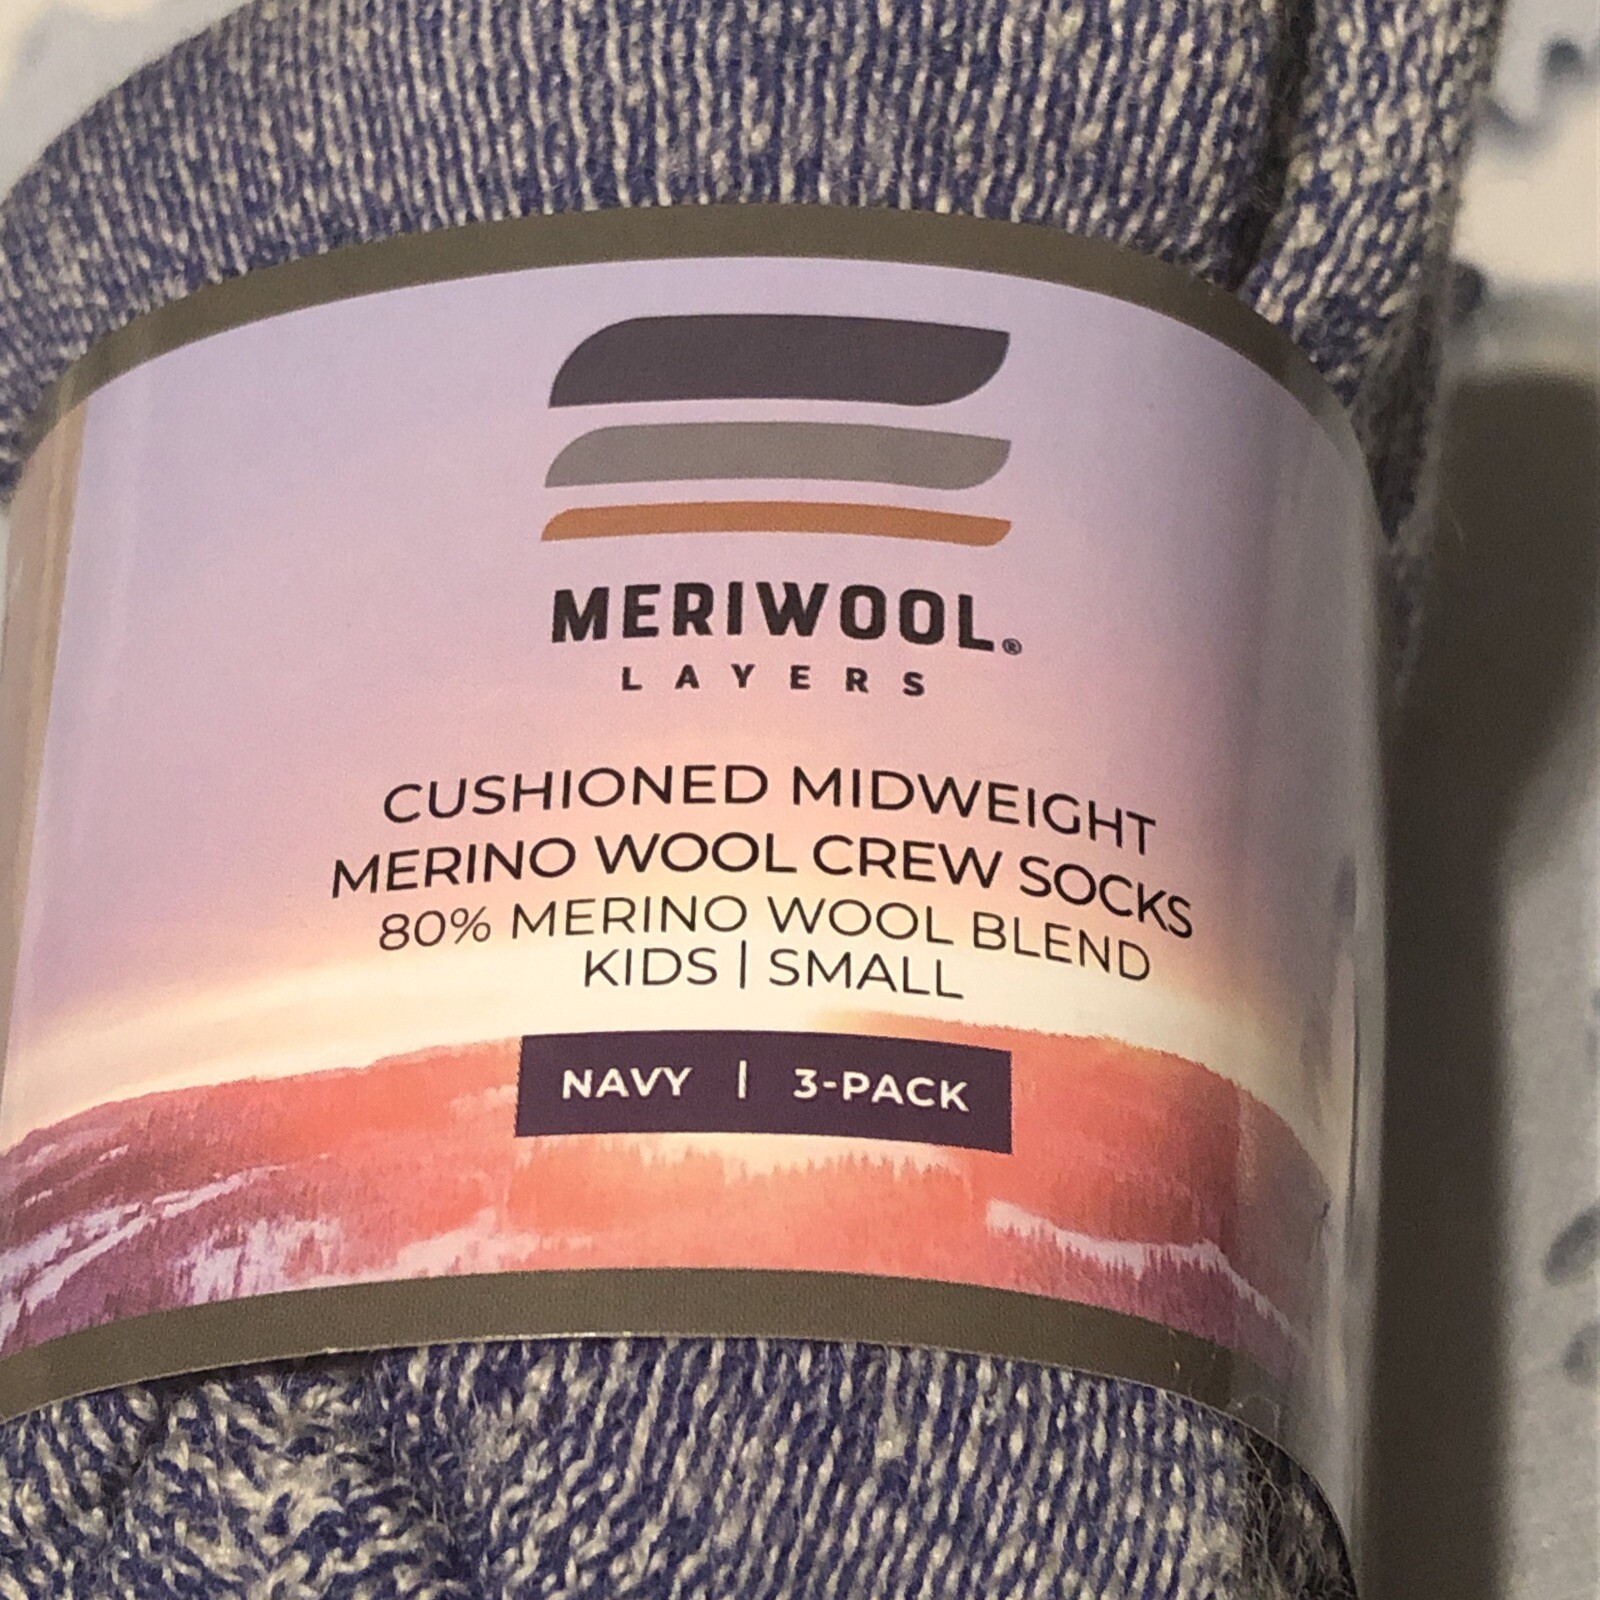 MERIWOOL®
LAYERS
CUSHIONED MIDWEIGHT
MERINO WOOL CREW SOCKS
80% MERINO WOOL BLEND
KIDS | SMALL
NAVY | 3-PACK